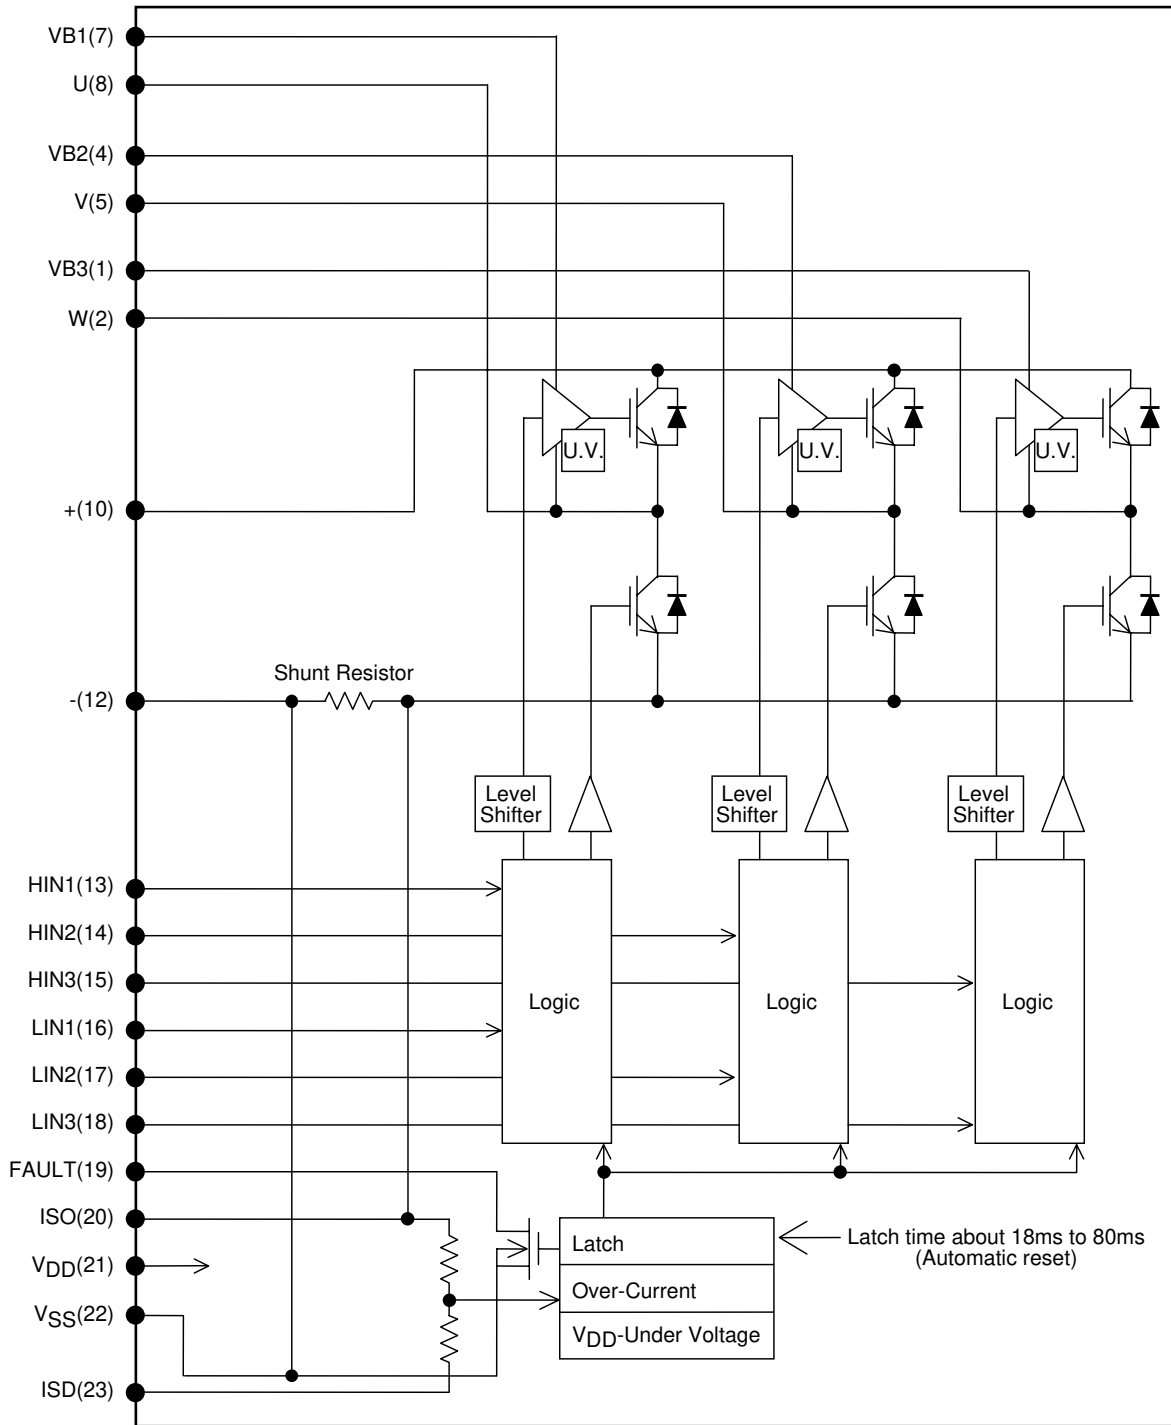 VB1(7)
U(8)
VB2(4)
V(5)
VB3(1)
W(2)
U.V.
U.V.
U.V.
+(10)
Shunt Resistor
-(12)
Level
Shifter
Level
Shifter
Level
Shifter
HIN1(13)
HIN2(14)
HIN3(15)
LIN1(16)
LIN2(17)
LIN3(18)
Logic
Logic
Logic
FAULT(19)
ISO(20)
VDD(21)
VSS(22)
ISD(23)
Latch
Over-Current
VDD-Under Voltage
Latch time about 18ms to 80ms
(Automatic reset)